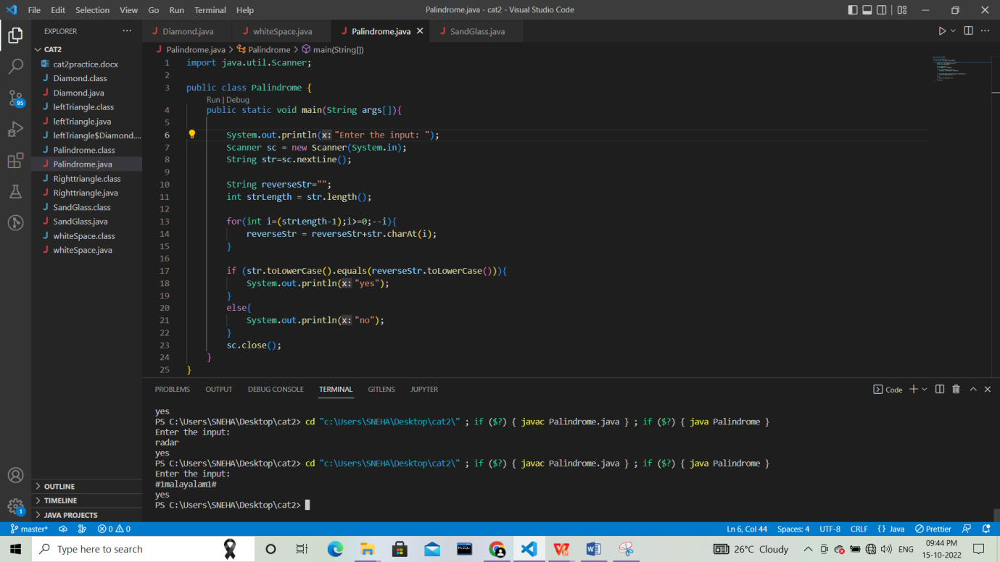 File Edit Selection View Go Run Terminal Help Palindrome.java - cat2 - Visual Studio Code
EXPLORER
Diamond.java whiteSpace.java Palindrome.java SandGlass.java
CAT2
Palindrome.java > Palindrome > main(String[])
cat2practice.docx
Diamond.class
Diamond.java
leftTriangle.class
leftTriangle.java
leftTriangle$Diamond....
Palindrome.class
Palindrome.java
Righttriangle.class
Righttriangle.java
SandGlass.class
SandGlass.java
whiteSpace.class
whiteSpace.java
95
1 import java.util.Scanner;
2
3 public class Palindrome {
Run | Debug
4 public static void main(String args[]){
5
6 System.out.println(x: "Enter the input: ");
7 Scanner sc = new Scanner(System.in);
8 String str=sc.nextLine();
9
10 String reverseStr="";
11 int strLength = str.length();
12
13 for(int i=(strLength-1);i>=0;--i){
14 reverseStr = reverseStr+str.charAt(i);
15 }
16
17 if (str.toLowerCase().equals(reverseStr.toLowerCase())){
18 System.out.println(x: "yes");
19 }
20 else{
21 System.out.println(x: "no");
22 }
23 sc.close();
24 }
25 }
PROBLEMS OUTPUT DEBUG CONSOLE TERMINAL GITLENS JUPYTER Code
yes
PS C:\Users\SNEHA\Desktop\cat2> cd "c:\Users\SNEHA\Desktop\cat2\" ; if ($?) { javac Palindrome.java } ; if ($?) { java Palindrome }
Enter the input:
radar
yes
PS C:\Users\SNEHA\Desktop\cat2> cd "c:\Users\SNEHA\Desktop\cat2\" ; if ($?) { javac Palindrome.java } ; if ($?) { java Palindrome }
Enter the input:
#1malayalam1#
yes
PS C:\Users\SNEHA\Desktop\cat2>
OUTLINE
TIMELINE
JAVA PROJECTS
1
master* 0 0 Ln 6, Col 44 Spaces: 4 UTF-8 CRLF {} Java Prettier
Type here to search 26°C Cloudy ENG 09:44 PM
15-10-2022